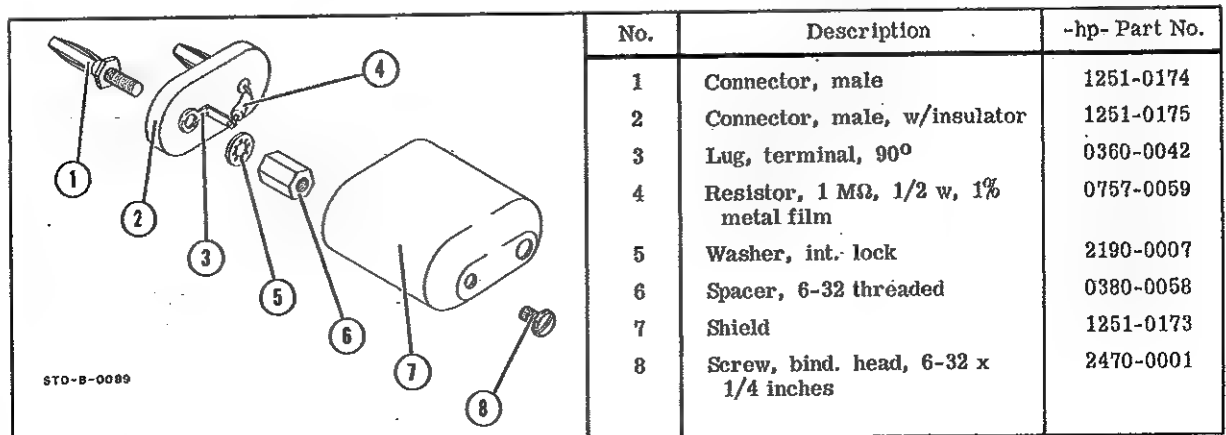 4
1
2
3
5
6
7
8
STD-B-0089
No. Description -hp- Part No.
1 Connector, male 1251-0174
2 Connector, male, w/insulator 1251-0175
3 Lug, terminal, 90° 0360-0042
4 Resistor, 1 MΩ, 1/2 w, 1% 0757-0059
metal film
5 Washer, int. lock 2190-0007
6 Spacer, 6-32 threaded 0380-0058
7 Shield 1251-0173
8 Screw, bind. head, 6-32 x 2470-0001
1/4 inches